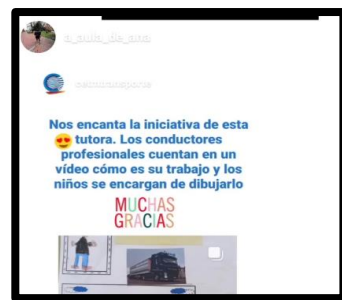 a_aula_de_ana
Nos encanta la iniciativa de esta
😍 tutora. Los conductores
profesionales cuentan en un
vídeo cómo es su trabajo y los
niños se encargan de dibujarlo
MUCHAS
GRACIAS